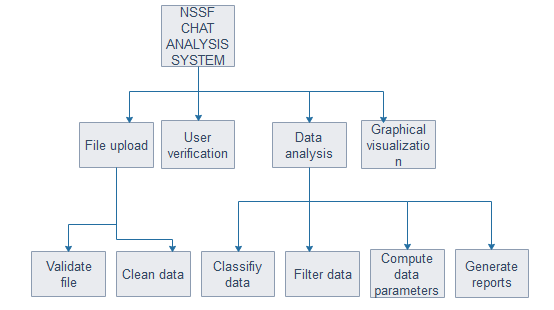 NSSF
CHAT
ANALYSIS
SYSTEM
File upload
User
verification
Data
analysis
Graphical
visualizatio
n
Validate
file
Clean data
Classifiy
data
Filter data
Compute
data
parameters
Generate
reports